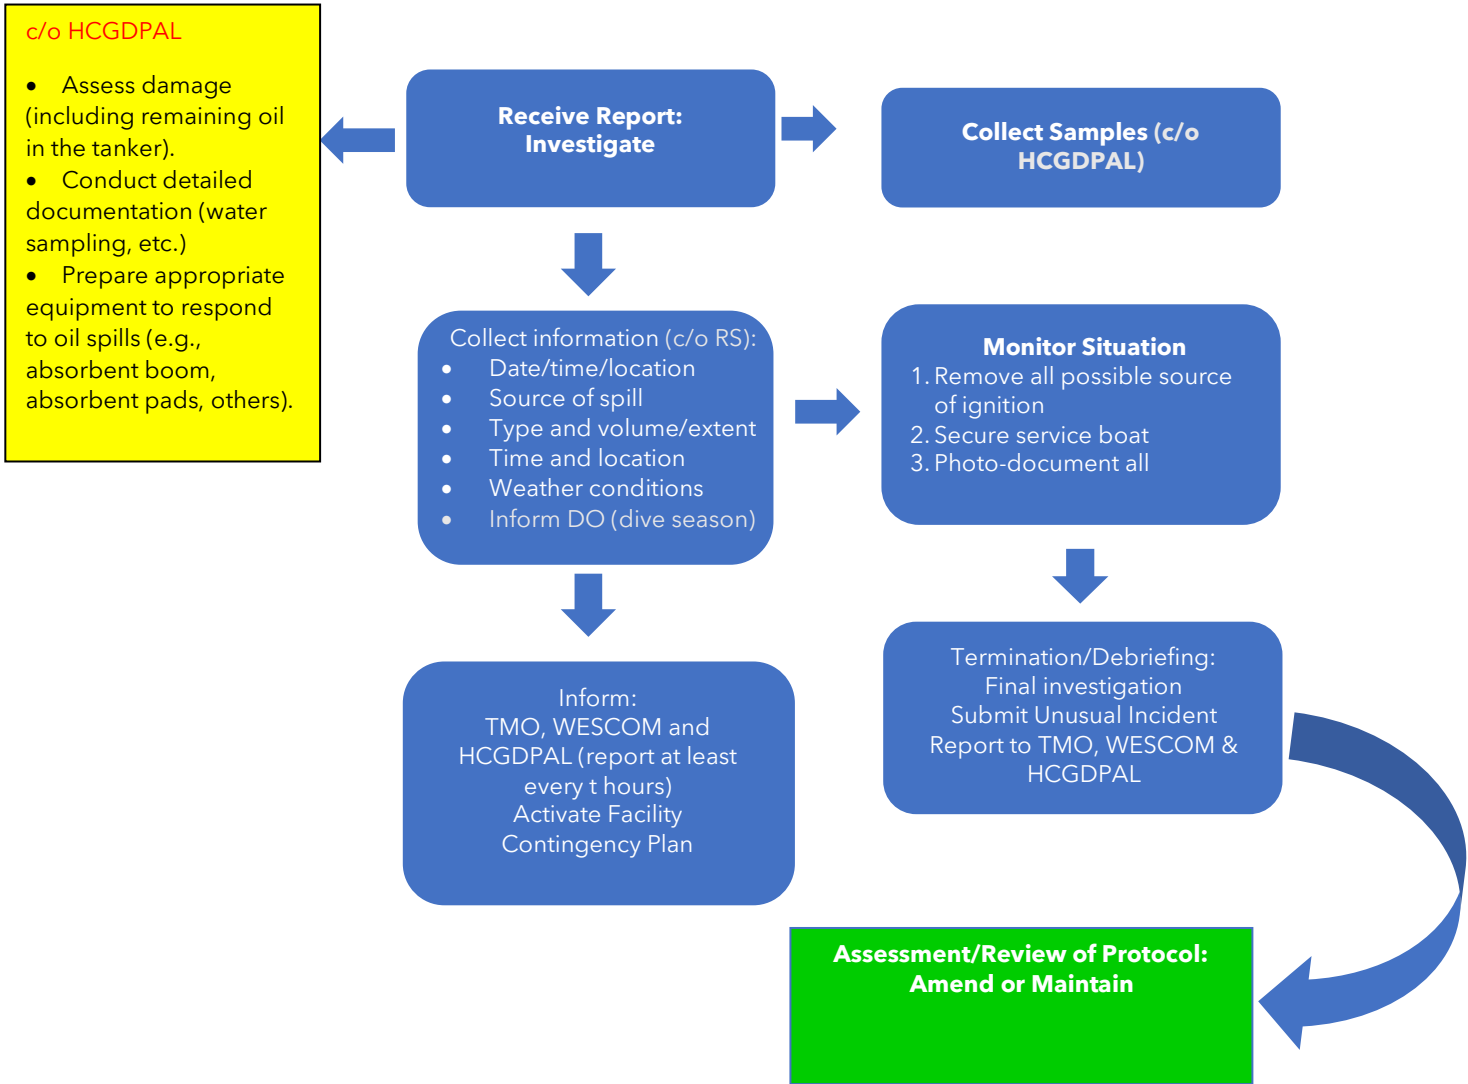 c/o HCGDPAL
• Assess damage
(including remaining oil
in the tanker).
• Conduct detailed
documentation (water
sampling, etc.)
• Prepare appropriate
equipment to respond
to oil spills (e.g.,
absorbent boom,
absorbent pads, others).
Receive Report:
Investigate
Collect Samples (c/o
HCGDPAL)
Collect information (c/o RS):
• Date/time/location
• Source of spill
• Type and volume/extent
• Time and location
• Weather conditions
• Inform DO (dive season)
Monitor Situation
1. Remove all possible source
of ignition
2. Secure service boat
3. Photo-document all
Inform:
TMO, WESCOM and
HCGDPAL (report at least
every t hours)
Activate Facility
Contingency Plan
Termination/Debriefing:
Final investigation
Submit Unusual Incident
Report to TMO, WESCOM &
HCGDPAL
Assessment/Review of Protocol:
Amend or Maintain